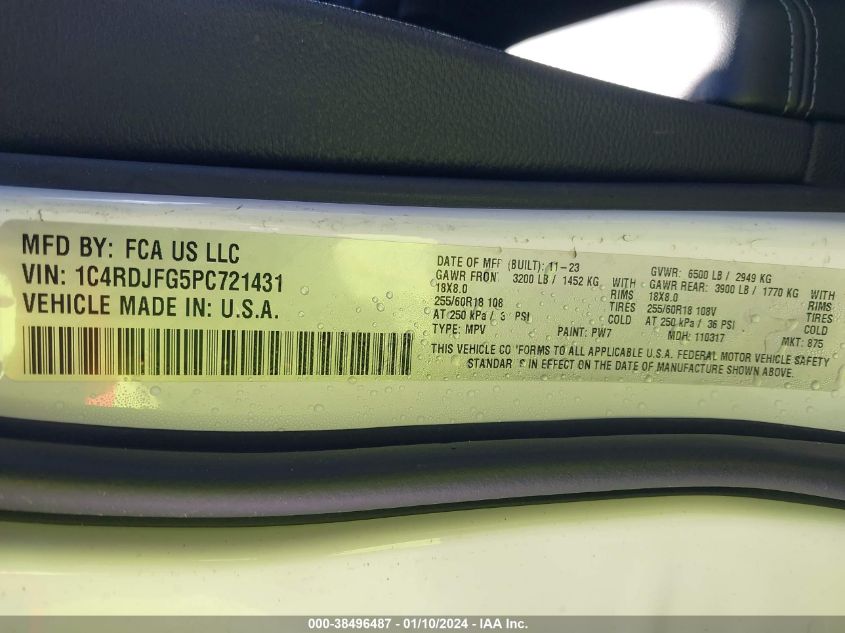 MFD BY: FCA US LLC
VIN: 1C4RDJFG5PC721431
VEHICLE MADE IN: U.S.A.
DATE OF MFR (BUILT): 11-23 GVWR: 6500 LB / 2949 KG
GAWR FRONT 3200 LB / 1452 KG WITH GAWR REAR: 3900 LB / 1770 KG WITH
18X8.0 RIMS 18X8.0 RIMS
255/60R18 108 TIRES 255/60R18 108V TIRES
AT 250 kPa / 3 PSI COLD AT 250 kPa / 36 PSI COLD
TYPE: MPV PAINT: PW7 MDH: 110317 MKT: 875
THIS VEHICLE CO FORMS TO ALL APPLICABLE U.S.A. FEDERAL MOTOR VEHICLE SAFETY
STANDAR S IN EFFECT ON THE DATE OF MANUFACTURE SHOWN ABOVE.
000-38496487 - 01/10/2024 - IAA Inc.